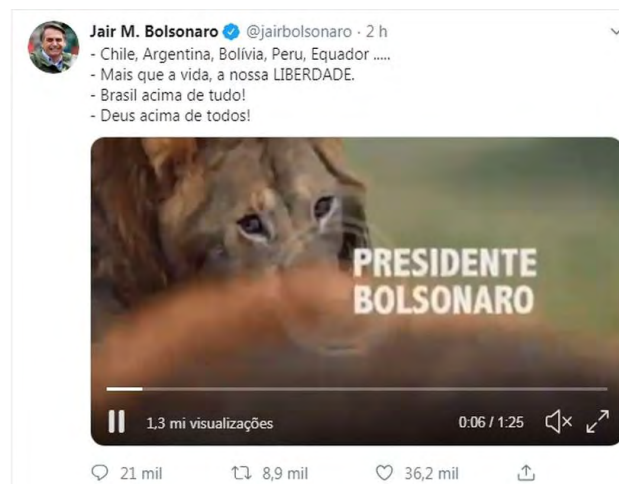 Jair M. Bolsonaro @jairbolsonaro · 2 h
- Chile, Argentina, Bolívia, Peru, Equador .....
- Mais que a vida, a nossa LIBERDADE.
- Brasil acima de tudo!
- Deus acima de todos!
PRESIDENTE
BOLSONARO
1,3 mi visualizações 0:06 / 1:25
21 mil 8,9 mil 36,2 mil